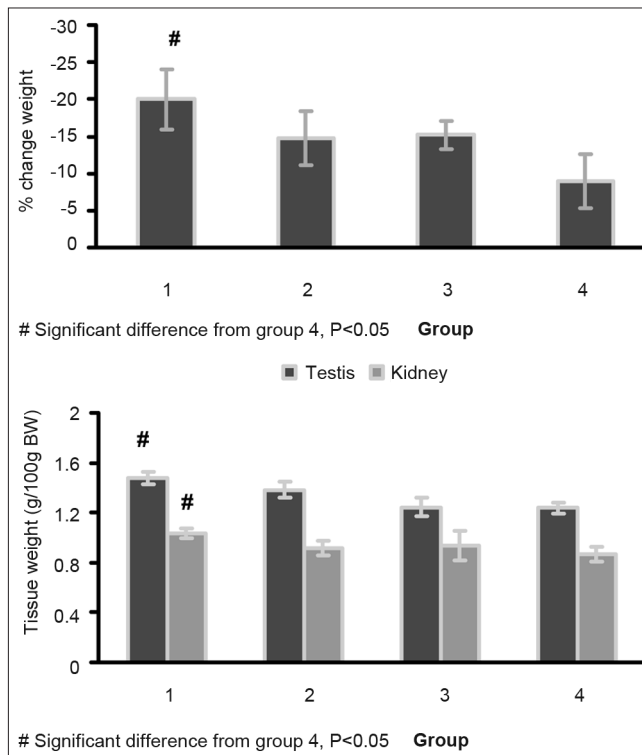 % change weight
-30
-25
-20
-15
-10
-5
0
#
1 2 3 4
# Significant difference from group 4, P<0.05 Group
Testis Kidney
Tissue weight (g/100g BW)
2
1.6
1.2
0.8
0.4
0
#
#
1 2 3 4
# Significant difference from group 4, P<0.05 Group